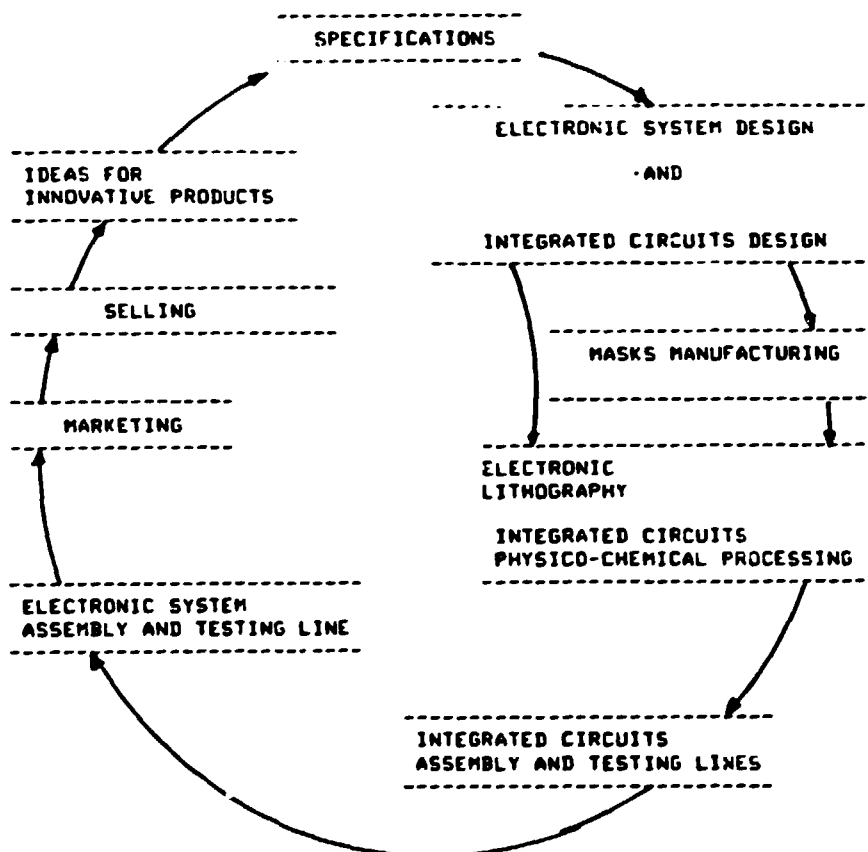 SPECIFICATIONS
ELECTRONIC SYSTEM DESIGN
AND
INTEGRATED CIRCUITS DESIGN
MASKS MANUFACTURING
ELECTRONIC
LITHOGRAPHY
INTEGRATED CIRCUITS
PHYSICO-CHEMICAL PROCESSING
INTEGRATED CIRCUITS
ASSEMBLY AND TESTING LINES
ELECTRONIC SYSTEM
ASSEMBLY AND TESTING LINE
MARKETING
SELLING
IDEAS FOR
INNOVATIVE PRODUCTS